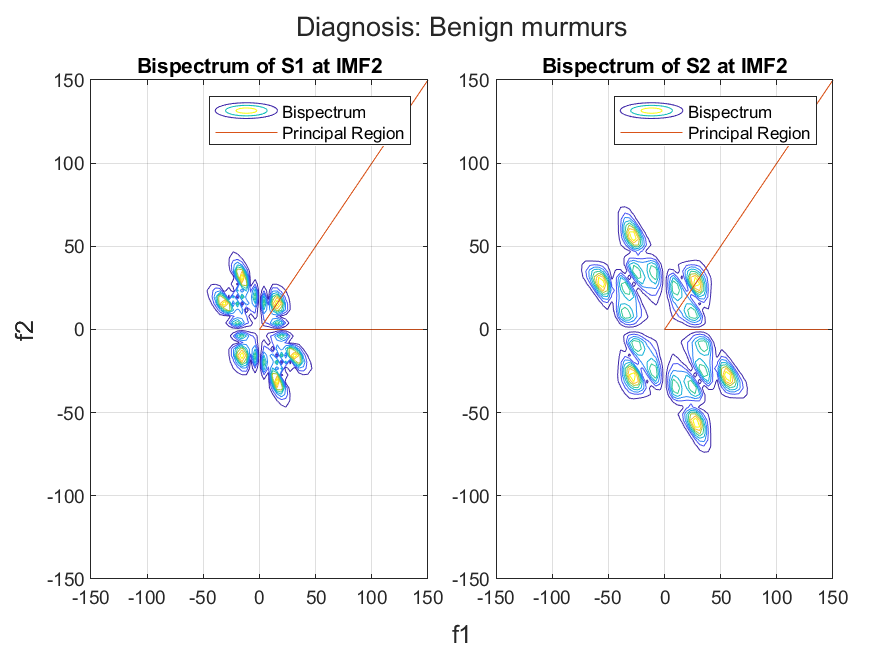 Diagnosis: Benign murmurs
Bispectrum of S1 at IMF2
Bispectrum
Principal Region
150
100
50
0
-50
-100
-150
-150 -100 -50 0 50 100 150
Bispectrum of S2 at IMF2
Bispectrum
Principal Region
150
100
50
0
-50
-100
-150
-150 -100 -50 0 50 100 150
f2
f1